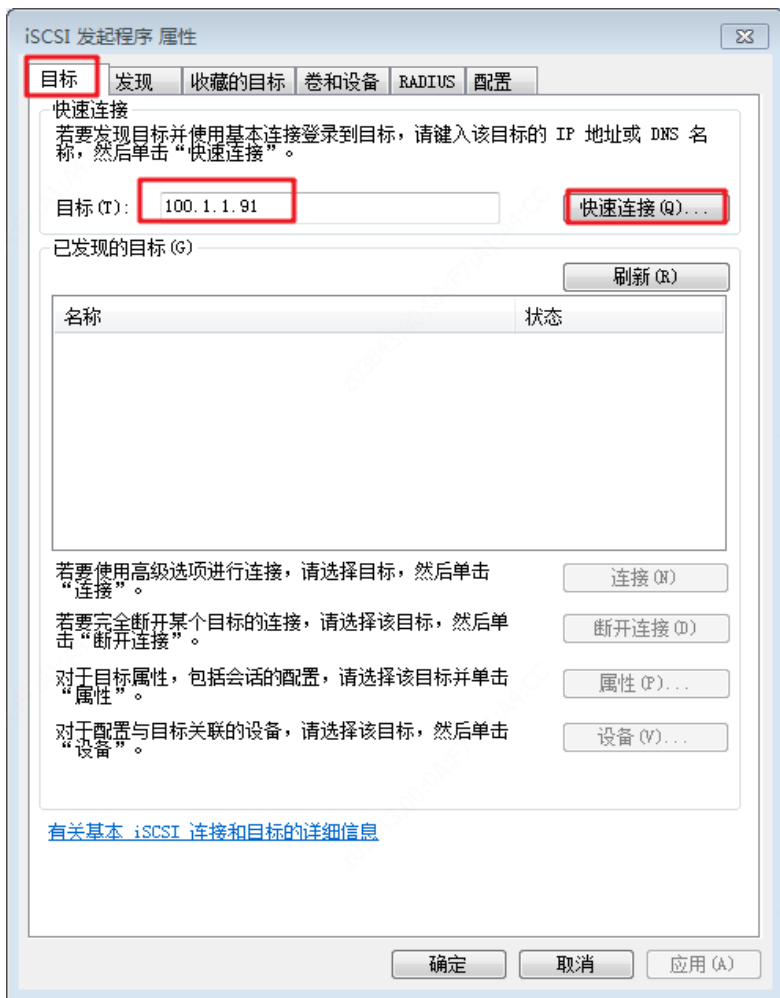 iSCSI 发起程序 属性
目标 发现 收藏的目标 卷和设备 RADIUS 配置
快速连接
若要发现目标并使用基本连接登录到目标，请键入该目标的 IP 地址或 DNS 名
称，然后单击“快速连接”。
目标(T): 100.1.1.91 快速连接(Q)...
已发现的目标(G)
刷新(R)
名称 状态
若要使用高级选项进行连接，请选择目标，然后单击
“连接”。
连接(N)
若要完全断开某个目标的连接，请选择该目标，然后单
击“断开连接”。
断开连接(D)
对于目标属性，包括会话的配置，请选择该目标并单击
“属性”。
属性(P)...
对于配置与目标关联的设备，请选择该目标，然后单击
“设备”。
设备(V)...
有关基本 iSCSI 连接和目标的详细信息
确定 取消 应用(A)